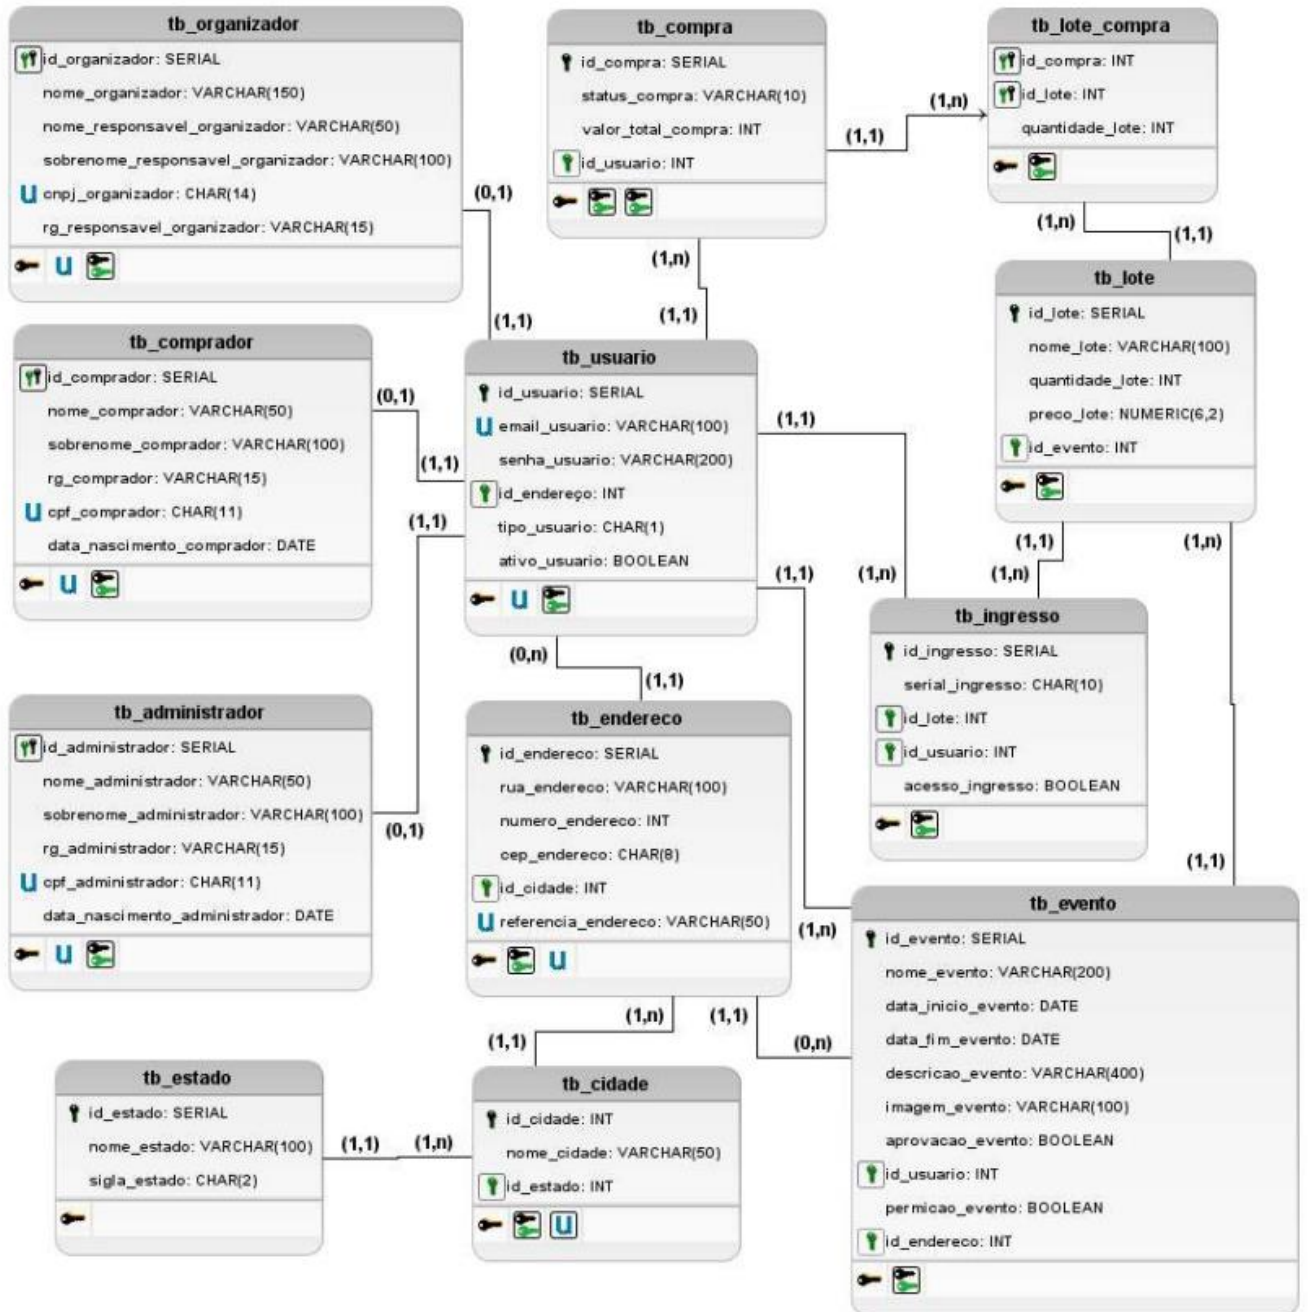 tb_organizador
id_organizador: SERIAL
nome_organizador: VARCHAR(150)
nome_responsavel_organizador: VARCHAR(50)
sobrenome_responsavel_organizador: VARCHAR(100)
U cnpj_organizador: CHAR(14)
rg_responsavel_organizador: VARCHAR(15)
U
(0,1)
(1,1)
tb_compra
id_compra: SERIAL
status_compra: VARCHAR(10)
valor_total_compra: INT
id_usuario: INT
(1,1)
(1,n)
(1,n)
(1,1)
tb_lote_compra
id_compra: INT
id_lote: INT
quantidade_lote: INT
(1,n)
(1,1)
tb_lote
id_lote: SERIAL
nome_lote: VARCHAR(100)
quantidade_lote: INT
preco_lote: NUMERIC(6,2)
id_evento: INT
(1,1)
(1,n)
(1,n)
(1,1)
tb_comprador
id_comprador: SERIAL
nome_comprador: VARCHAR(50)
sobrenome_comprador: VARCHAR(100)
rg_comprador: VARCHAR(15)
U cpf_comprador: CHAR(11)
data_nascimento_comprador: DATE
U
(0,1)
(1,1)
tb_usuario
id_usuario: SERIAL
U email_usuario: VARCHAR(100)
senha_usuario: VARCHAR(200)
id_endereço: INT
tipo_usuario: CHAR(1)
ativo_usuario: BOOLEAN
U
(1,1)
(1,n)
(1,1)
(1,n)
(1,1)
(0,1)
(0,n)
(1,1)
tb_ingresso
id_ingresso: SERIAL
serial_ingresso: CHAR(10)
id_lote: INT
id_usuario: INT
acesso_ingresso: BOOLEAN
tb_administrador
id_administrador: SERIAL
nome_administrador: VARCHAR(50)
sobrenome_administrador: VARCHAR(100)
rg_administrador: VARCHAR(15)
U cpf_administrador: CHAR(11)
data_nascimento_administrador: DATE
U
tb_endereco
id_endereco: SERIAL
rua_endereco: VARCHAR(100)
numero_endereco: INT
cep_endereco: CHAR(8)
id_cidade: INT
U referencia_endereco: VARCHAR(50)
U
(1,n)
(1,1)
(1,1)
(0,n)
tb_evento
id_evento: SERIAL
nome_evento: VARCHAR(200)
data_inicio_evento: DATE
data_fim_evento: DATE
descricao_evento: VARCHAR(400)
imagem_evento: VARCHAR(100)
aprovacao_evento: BOOLEAN
id_usuario: INT
permicao_evento: BOOLEAN
id_endereco: INT
tb_estado
id_estado: SERIAL
nome_estado: VARCHAR(100)
sigla_estado: CHAR(2)
(1,1)
(1,n)
tb_cidade
id_cidade: INT
nome_cidade: VARCHAR(50)
id_estado: INT
U